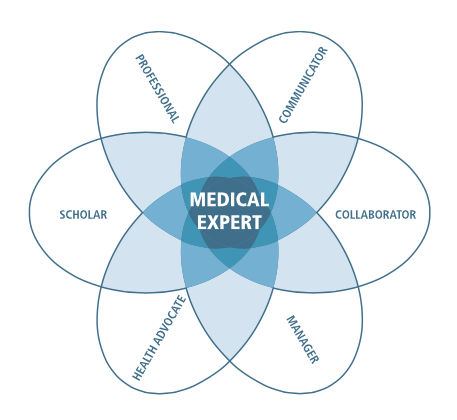 PROFESSIONAL
COMMUNICATOR
SCHOLAR
MEDICAL
EXPERT
COLLABORATOR
HEALTH ADVOCATE
MANAGER